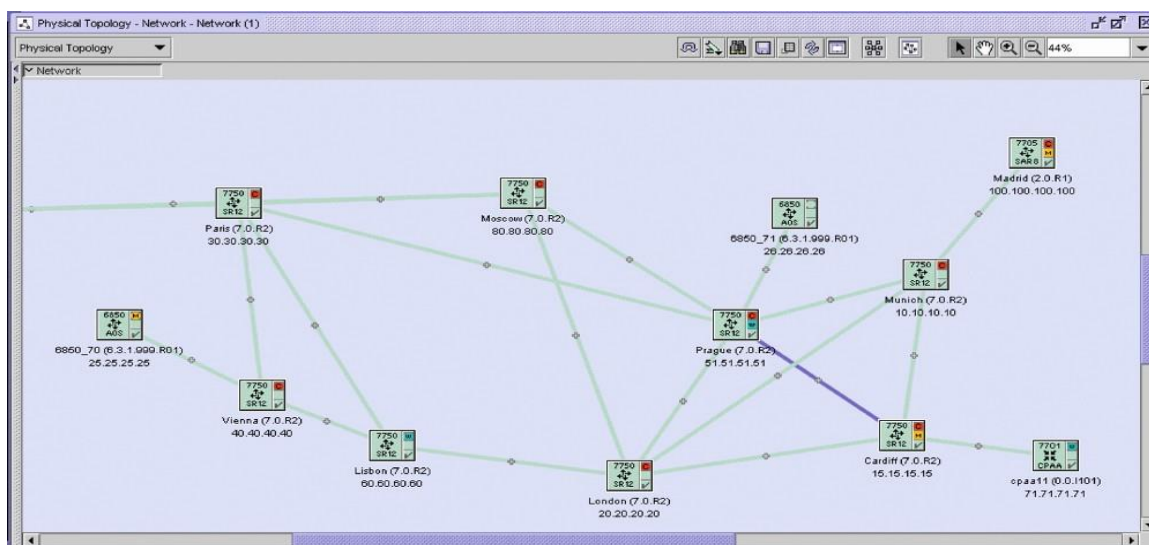 Physical Topology - Network - Network (1)
Physical Topology
44%
Network
7705
C
M
SAR8
Madrid (2.0.R1)
100.100.100.100
7750
C
SR12
Paris (7.0.R2)
30.30.30.30
7750
C
SR12
Moscow (7.0.R2)
80.80.80.80
6850
AOS
6850_71 (6.3.1.999.R01)
26.26.26.26
7750
C
SR12
Munich (7.0.R2)
10.10.10.10
6850
M
AOS
6850_70 (6.3.1.999.R01)
25.25.25.25
7750
C
W
SR12
Prague (7.0.R2)
51.51.51.51
7750
C
SR12
Vienna (7.0.R2)
40.40.40.40
7750
W
SR12
Lisbon (7.0.R2)
60.60.60.60
7750
C
SR12
London (7.0.R2)
20.20.20.20
7750
C
M
SR12
Cardiff (7.0.R2)
15.15.15.15
7701
W
CPAA
cpaa11 (0.0.I101)
71.71.71.71